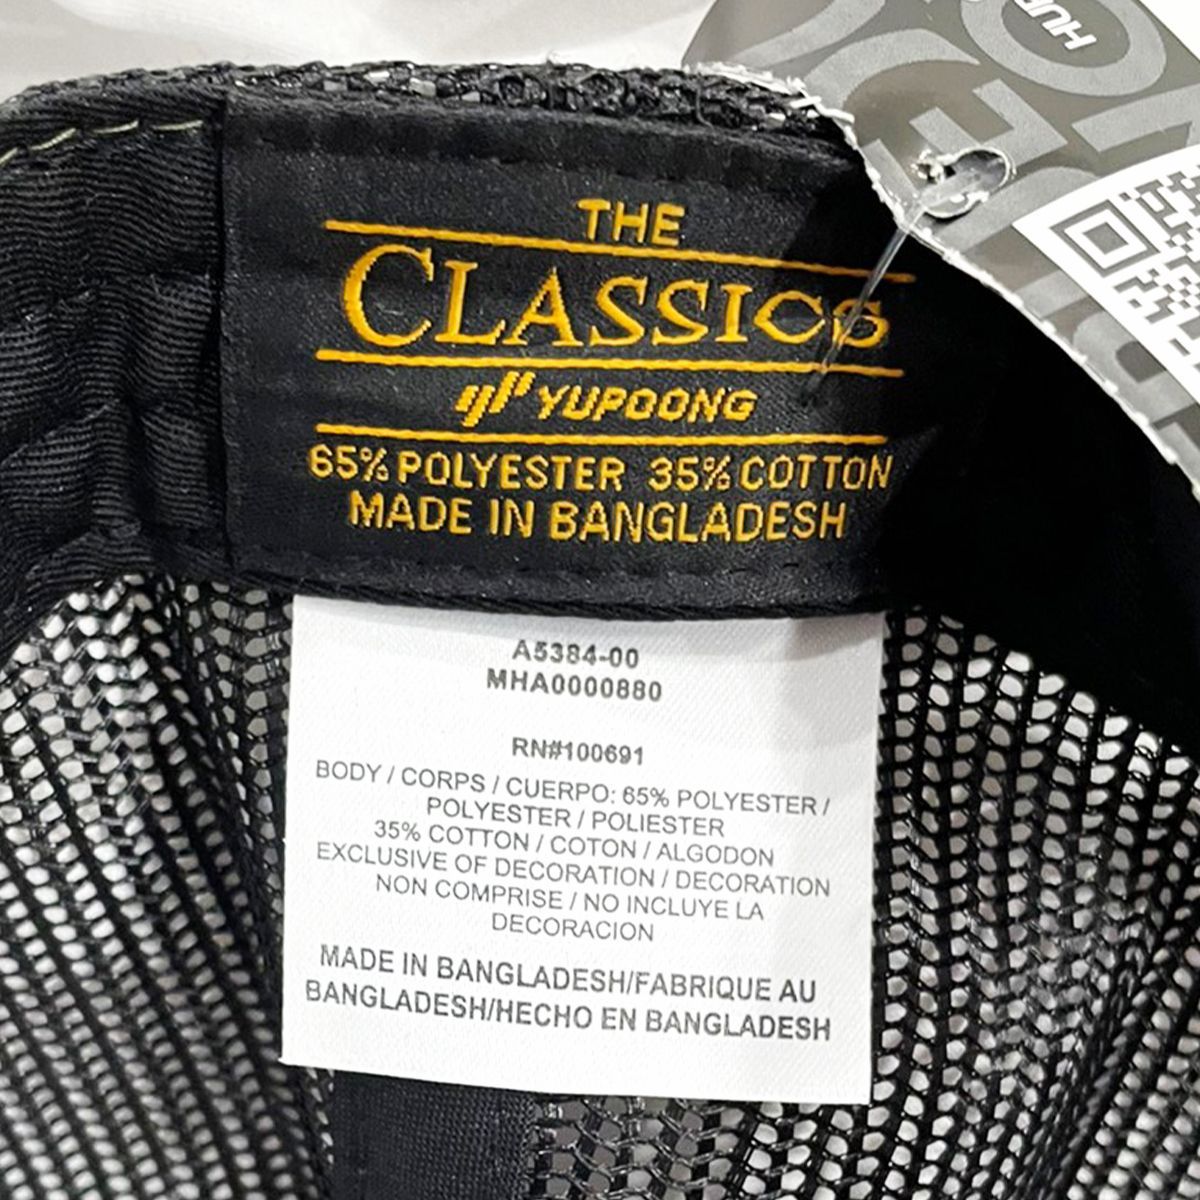 THE
CLASSICS
YUPOONG
65% POLYESTER 35% COTTON
MADE IN BANGLADESH
A5384-00
MHA0000880
RN#100691
BODY / CORPS / CUERPO: 65% POLYESTER /
POLYESTER / POLIESTER
35% COTTON / COTON / ALGODON
EXCLUSIVE OF DECORATION / DECORATION
NON COMPRISE / NO INCLUYE LA
DECORACION
MADE IN BANGLADESH/FABRIQUE AU
BANGLADESH/HECHO EN BANGLADESH